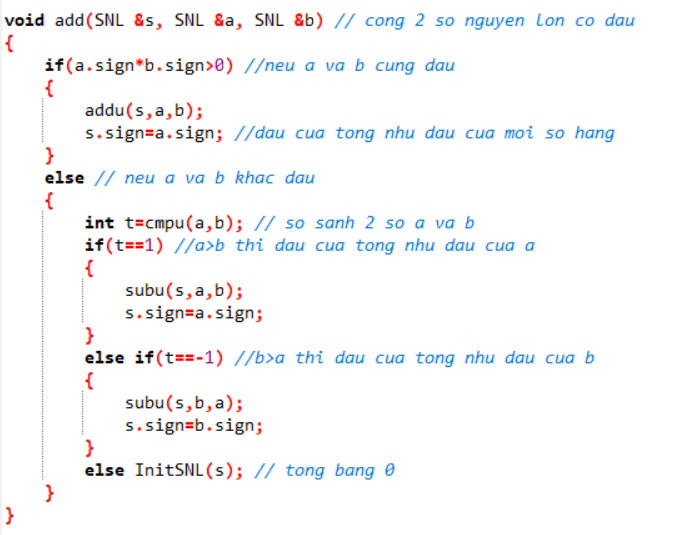 void add(SNL &s, SNL &a, SNL &b) // cong 2 so nguyen lon co dau
{
    if(a.sign*b.sign>0) //neu a va b cung dau
    {
        addu(s,a,b);
        s.sign=a.sign; //dau cua tong nhu dau cua moi so hang
    }
    else // neu a va b khac dau
    {
        int t=cmpu(a,b); // so sanh 2 so a va b
        if(t==1) //a>b thi dau cua tong nhu dau cua a
        {
            subu(s,a,b);
            s.sign=a.sign;
        }
        else if(t==-1) //b>a thi dau cua tong nhu dau cua b
        {
            subu(s,b,a);
            s.sign=b.sign;
        }
        else InitSNL(s); // tong bang 0
    }
}